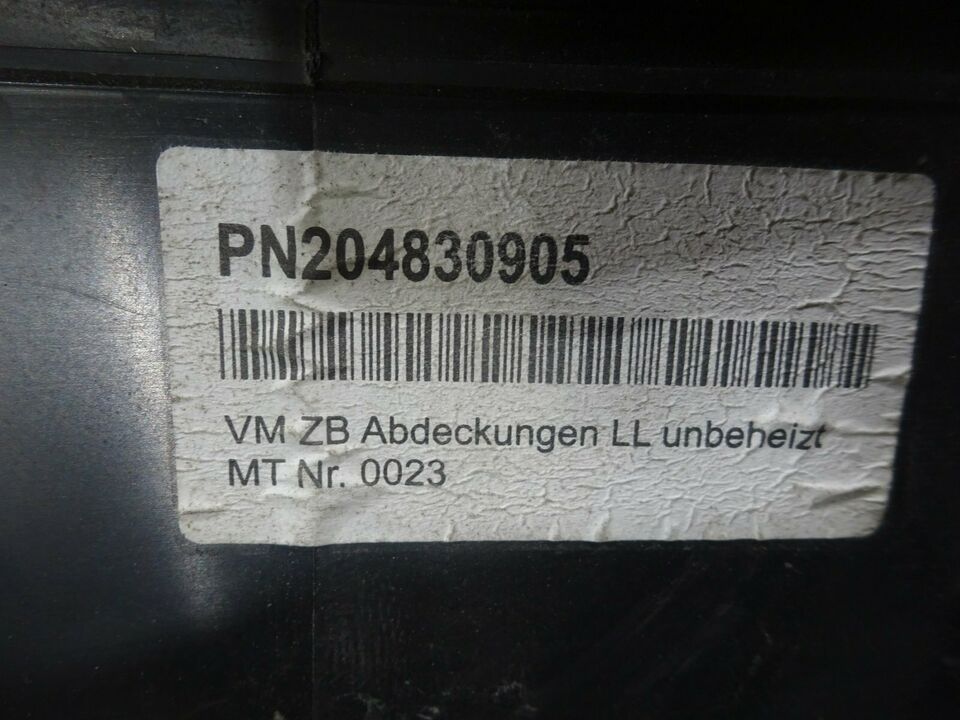 PN204830905
VM ZB Abdeckungen LL unbeheizt
MT Nr. 0023